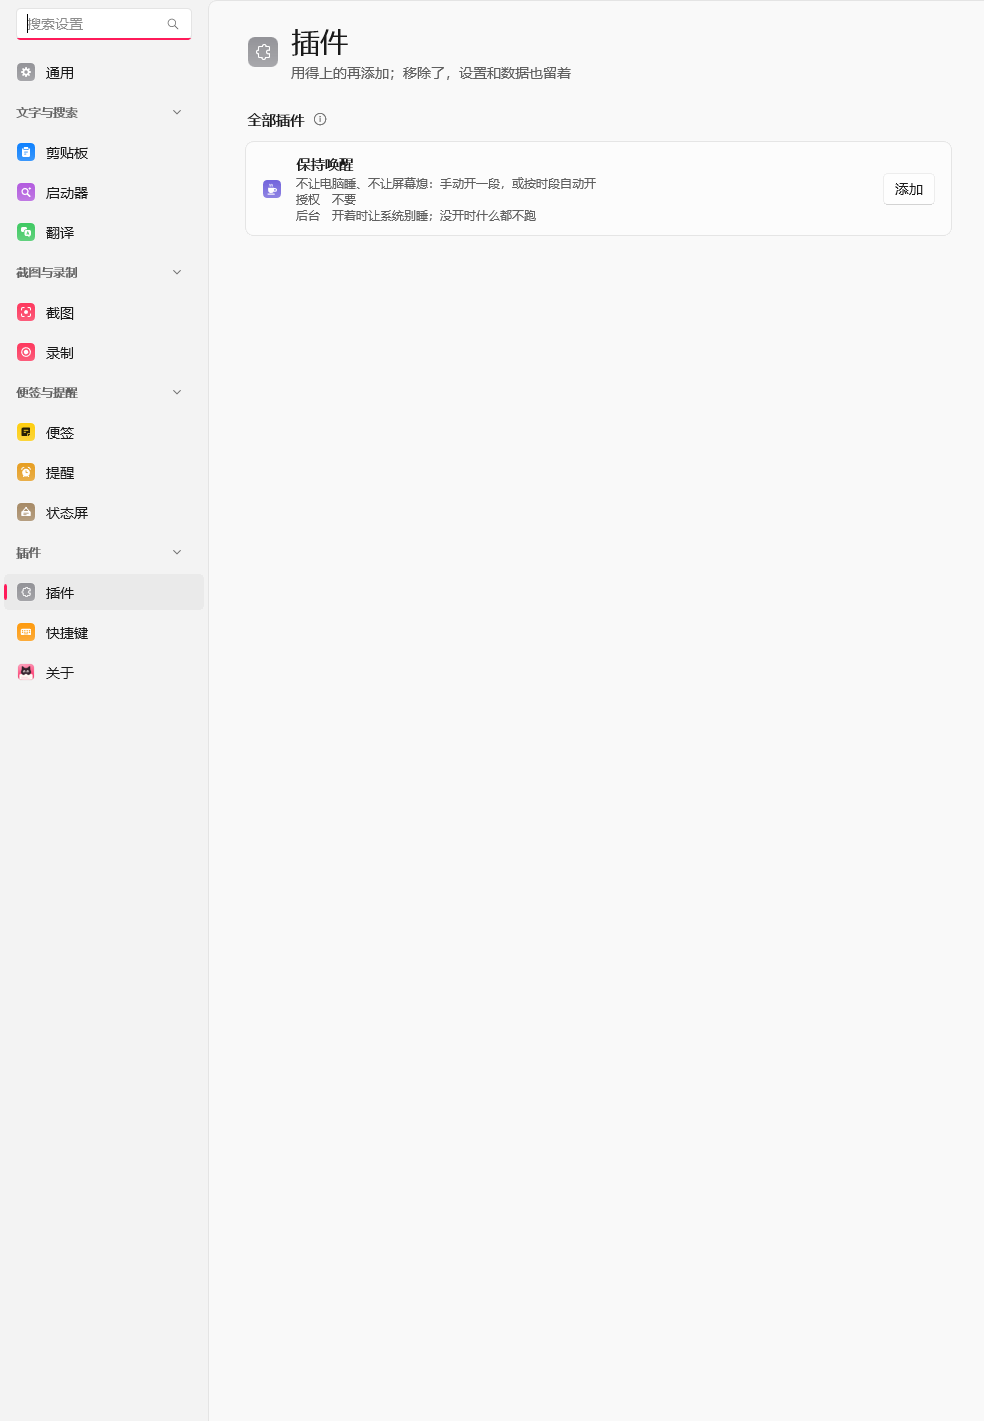 搜索设置
通用
文字与搜索
剪贴板
启动器
翻译
截图与录制
截图
录制
便签与提醒
便签
提醒
状态屏
插件
插件
快捷键
关于
插件
用得上的再添加；移除了，设置和数据也留着
全部插件
保持唤醒
不让电脑睡、不让屏幕熄：手动开一段，或按时段自动开
授权 不要
后台 开着时让系统别睡；没开时什么都不跑
添加